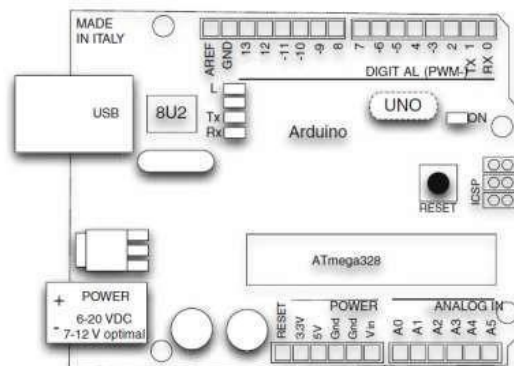 MADE
IN ITALY
AREF
GND
13
12
-11
-10
-9
8
7
-6
-5
4
-3
2
TX 1
RX 0
DIGIT AL (PWM-)
USB
8U2
L
Tx
Rx
Arduino
UNO
ON
RESET
ICSP
ATmega328
+ POWER
6-20 VDC
- 7-12 V optimal
POWER
ANALOG IN
RESET
3.3V
5V
Gnd
Gnd
Vin
A0
A1
A2
A3
A4
A5